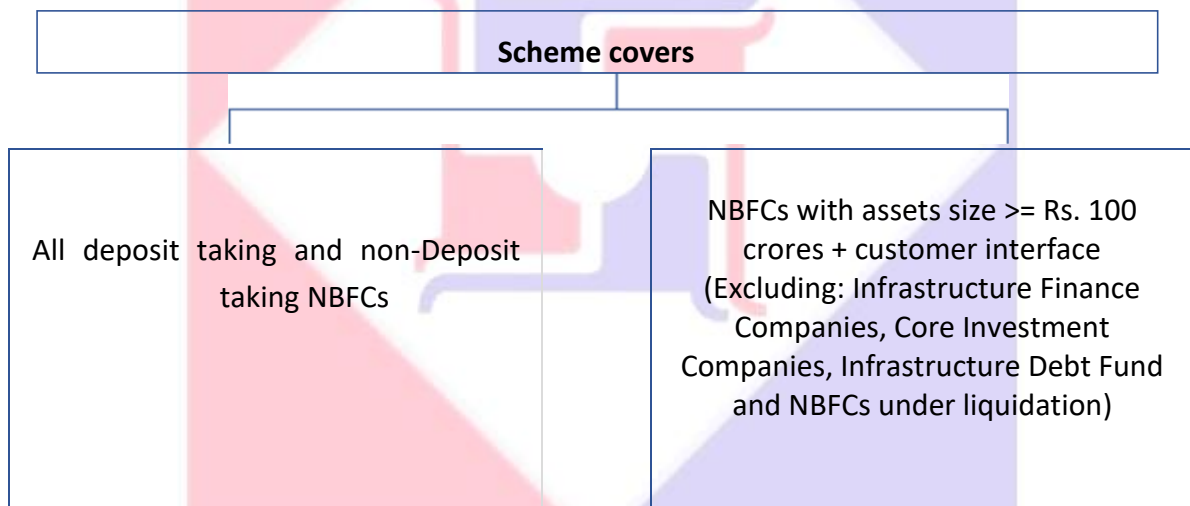 Scheme covers
All deposit taking and non-Deposit
taking NBFCs
NBFCs with assets size >= Rs. 100
crores + customer interface
(Excluding: Infrastructure Finance
Companies, Core Investment
Companies, Infrastructure Debt Fund
and NBFCs under liquidation)